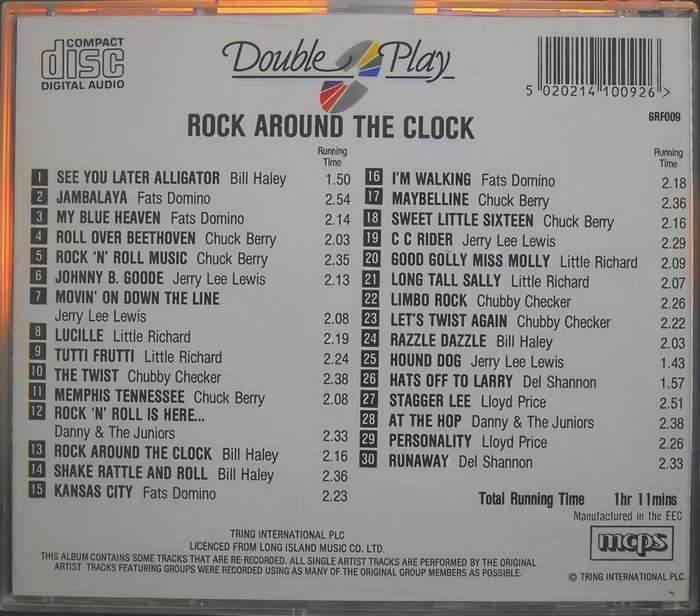 COMPACT
disc
DIGITAL AUDIO
Double Play
5 020214 100926 >
ROCK AROUND THE CLOCK
GRF009
Running
Time
1 SEE YOU LATER ALLIGATOR Bill Haley 1.50
2 JAMBALAYA Fats Domino 2.54
3 MY BLUE HEAVEN Fats Domino 2.14
4 ROLL OVER BEETHOVEN Chuck Berry 2.03
5 ROCK 'N' ROLL MUSIC Chuck Berry 2.35
6 JOHNNY B. GOODE Jerry Lee Lewis 2.13
7 MOVIN' ON DOWN THE LINE
Jerry Lee Lewis 2.08
8 LUCILLE Little Richard 2.19
9 TUTTI FRUTTI Little Richard 2.24
10 THE TWIST Chubby Checker 2.38
11 MEMPHIS TENNESSEE Chuck Berry 2.08
12 ROCK 'N' ROLL IS HERE...
Danny & The Juniors 2.33
13 ROCK AROUND THE CLOCK Bill Haley 2.16
14 SHAKE RATTLE AND ROLL Bill Haley 2.36
15 KANSAS CITY Fats Domino 2.23
Running
Time
16 I'M WALKING Fats Domino 2.18
17 MAYBELLINE Chuck Berry 2.36
18 SWEET LITTLE SIXTEEN Chuck Berry 2.16
19 C C RIDER Jerry Lee Lewis 2.29
20 GOOD GOLLY MISS MOLLY Little Richard 2.09
21 LONG TALL SALLY Little Richard 2.07
22 LIMBO ROCK Chubby Checker 2.26
23 LET'S TWIST AGAIN Chubby Checker 2.22
24 RAZZLE DAZZLE Bill Haley 2.03
25 HOUND DOG Jerry Lee Lewis 1.43
26 HATS OFF TO LARRY Del Shannon 1.57
27 STAGGER LEE Lloyd Price 2.51
28 AT THE HOP Danny & The Juniors 2.38
29 PERSONALITY Lloyd Price 2.26
30 RUNAWAY Del Shannon 2.33
Total Running Time 1hr 11mins
Manufactured in the EEC
mcps
TRING INTERNATIONAL PLC
LICENCED FROM LONG ISLAND MUSIC CO. LTD.
THIS ALBUM CONTAINS SOME TRACKS THAT ARE RE-RECORDED. ALL SINGLE ARTIST TRACKS ARE PERFORMED BY THE ORIGINAL
ARTIST TRACKS FEATURING GROUPS WERE RECORDED USING AS MANY OF THE ORIGINAL GROUP MEMBERS AS POSSIBLE.
© TRING INTERNATIONAL PLC.